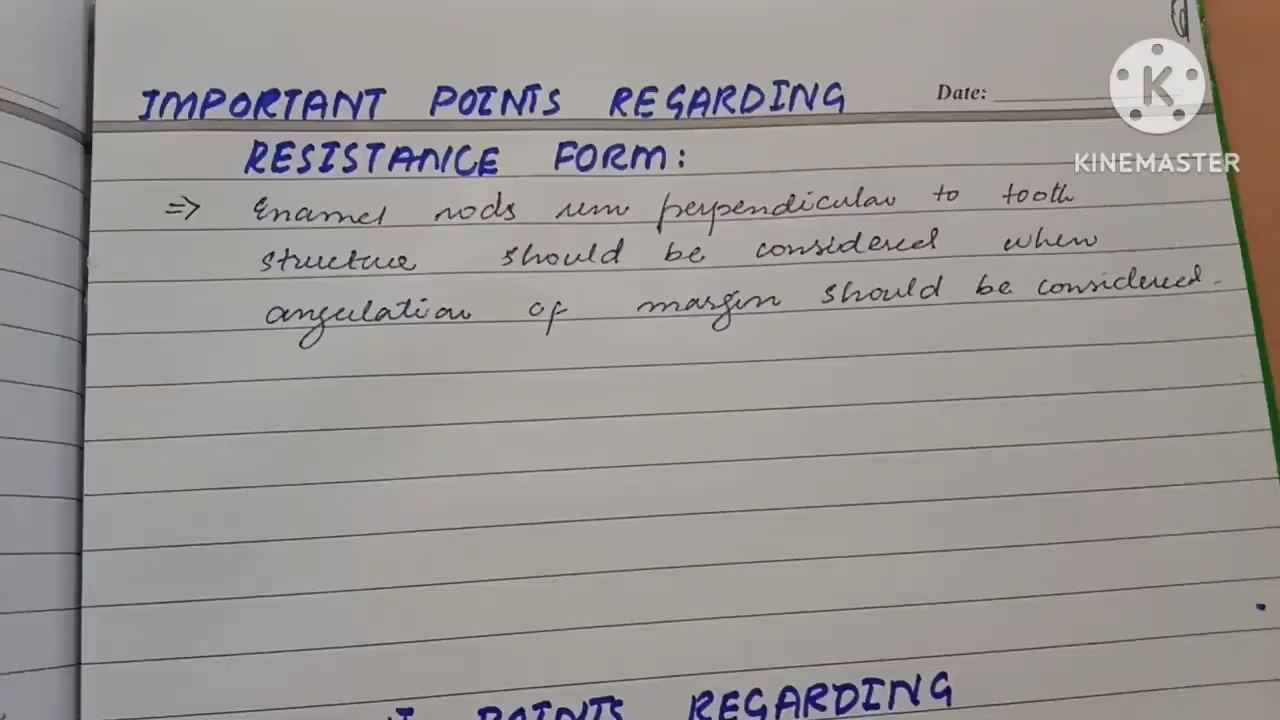 IMPORTANT POINTS REGARDING
Date:
K
KINEMASTER
RESISTANCE FORM:
⇒ Enamel rods run perpendicular to tooth
structure should be considered when
angulation of margin should be considered.
POINTS REGARDING